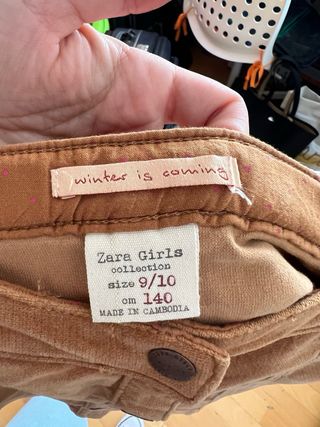 winter is coming
Zara Girls
collection
size 9/10
cm 140
MADE IN CAMBODIA